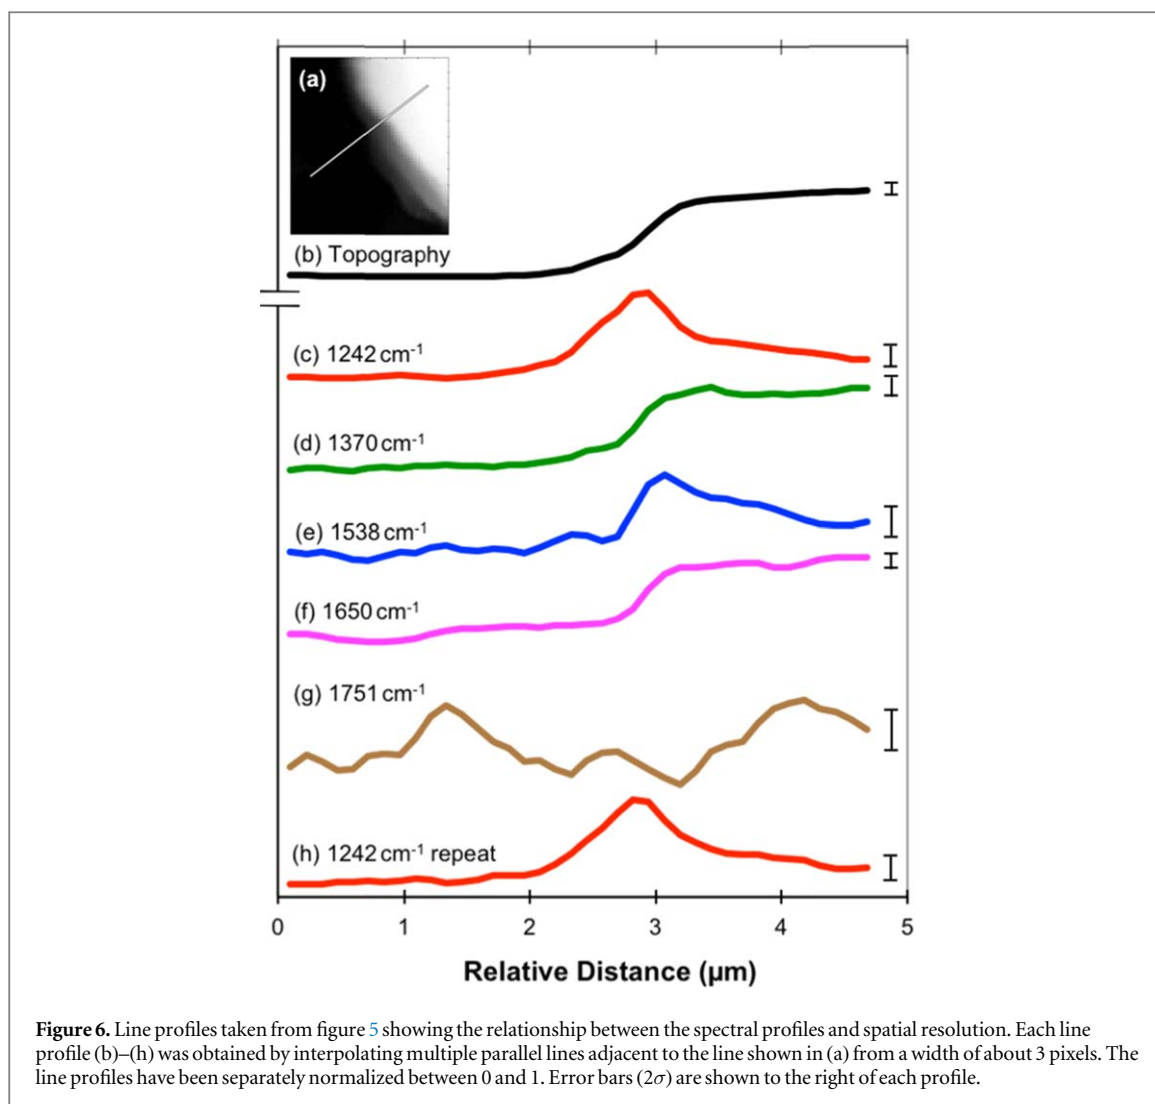 (a)
(b) Topography
(c) 1242 cm-1
(d) 1370 cm-1
(e) 1538 cm-1
(f) 1650 cm-1
(g) 1751 cm-1
(h) 1242 cm-1 repeat
0 1 2 3 4 5
Relative Distance (µm)
Figure 6. Line profiles taken from figure 5 showing the relationship between the spectral profiles and spatial resolution. Each line
profile (b)–(h) was obtained by interpolating multiple parallel lines adjacent to the line shown in (a) from a width of about 3 pixels. The
line profiles have been separately normalized between 0 and 1. Error bars (2σ) are shown to the right of each profile.